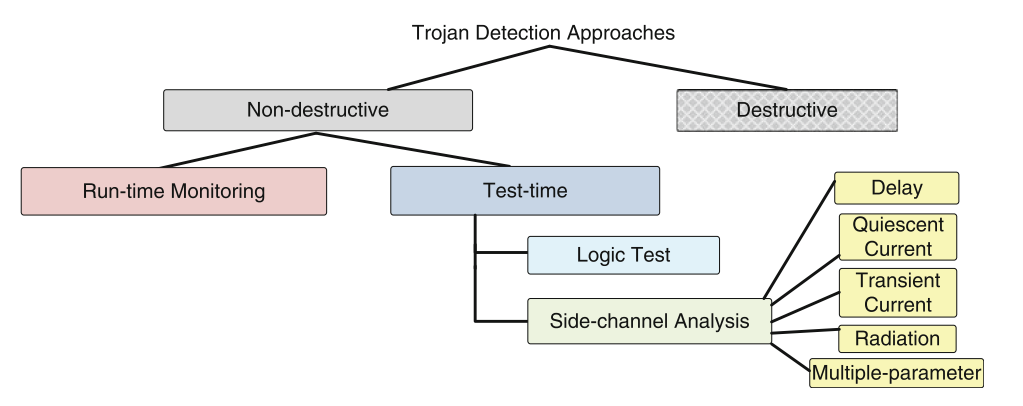 Trojan Detection Approaches
Non-destructive
Destructive
Run-time Monitoring
Test-time
Delay
Quiescent
Current
Logic Test
Transient
Current
Side-channel Analysis
Radiation
Multiple-parameter